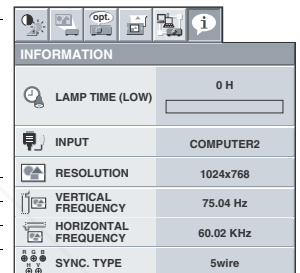 opt.
i
INFORMATION
LAMP TIME (LOW)
0 H
INPUT
COMPUTER2
RESOLUTION
1024x768
VERTICAL
FREQUENCY
75.04 Hz
HORIZONTAL
FREQUENCY
60.02 KHz
R G B
H V
SYNC. TYPE
5wire